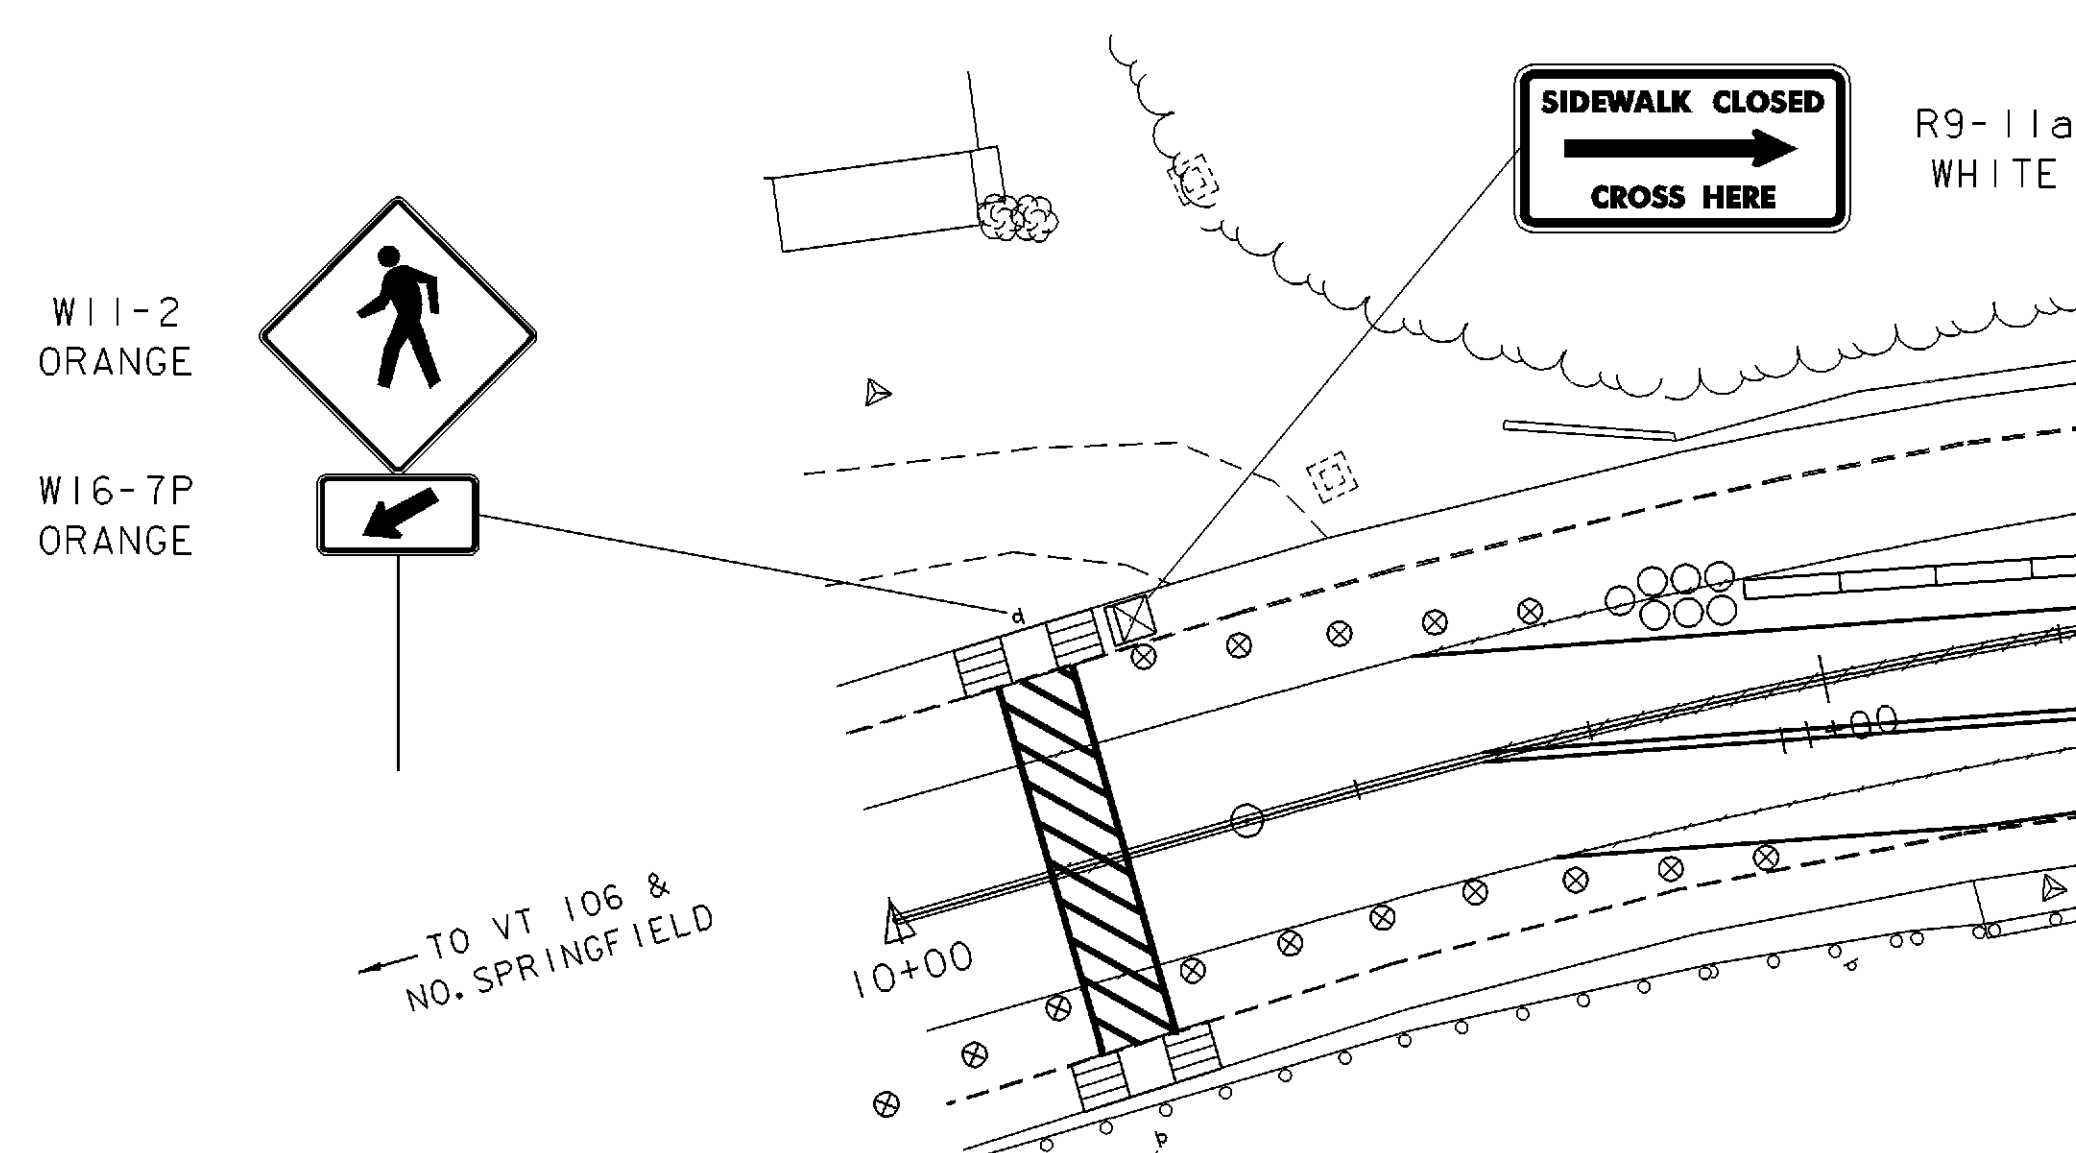 SIDEWALK CLOSED
CROSS HERE
R9-11a
WHITE
W11-2
ORANGE
W16-7P
ORANGE
11+00
TO VT 106 &
NO. SPRINGFIELD
10+00